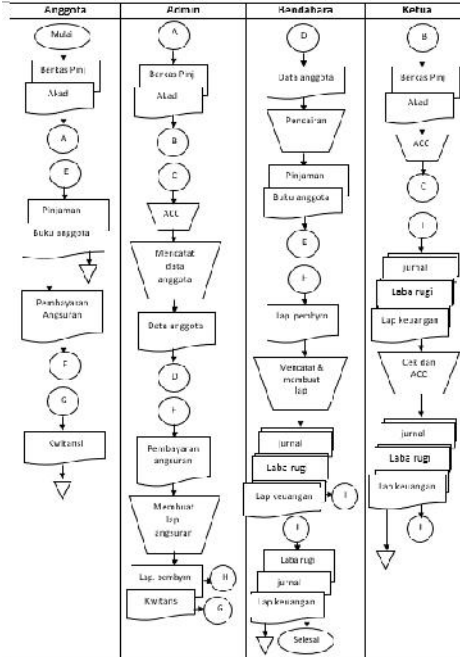 Anggota
Mulai
Berkas Pinj
Akad
A
E
Pinjaman
Buku anggota
Pembayaran
Angsuran
F
G
Kwitansi
Admin
A
Berkas Pinj
Akad
B
C
ACC
Mencatat
data
anggota
Data anggota
D
F
Pembayaran
angsuran
Membuat
lap
angsuran
Lap. pembyrn
H
Kwitans
G
Bendahara
D
Data anggota
Pencairan
Pinjaman
Buku anggota
E
H
Lap. pembyrn
Mencatat &
membuat
lap
jurnal
Laba rugi
Lap keuangan
I
Laba rugi
jurnal
Lap keuangan
Selesai
Ketua
B
Berkas Pinj
Akad
ACC
C
I
jurnal
Laba rugi
Lap keuangan
Cek dan
ACC
jurnal
Laba rugi
Lap keuangan